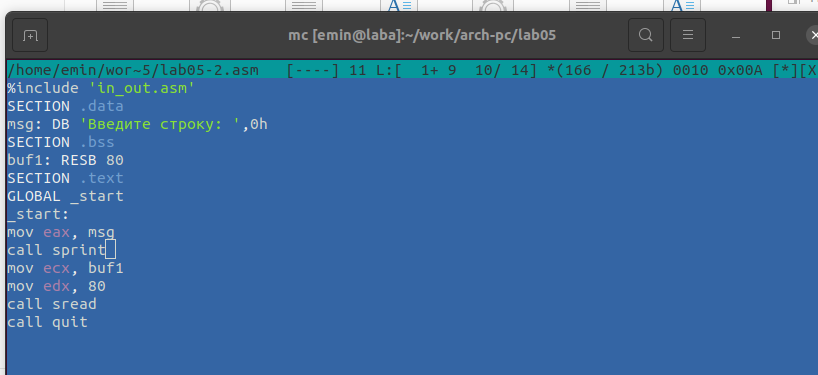 mc [emin@laba]:~/work/arch-pc/lab05
/home/emin/wor~5/lab05-2.asm   [----] 11 L:[  1+ 9  10/ 14] *(166 / 213b) 0010 0x00A [*][X
%include 'in_out.asm'
SECTION .data
msg: DB 'Введите строку: ',0h
SECTION .bss
buf1: RESB 80
SECTION .text
GLOBAL _start
_start:
mov eax, msg
call sprint
mov ecx, buf1
mov edx, 80
call sread
call quit